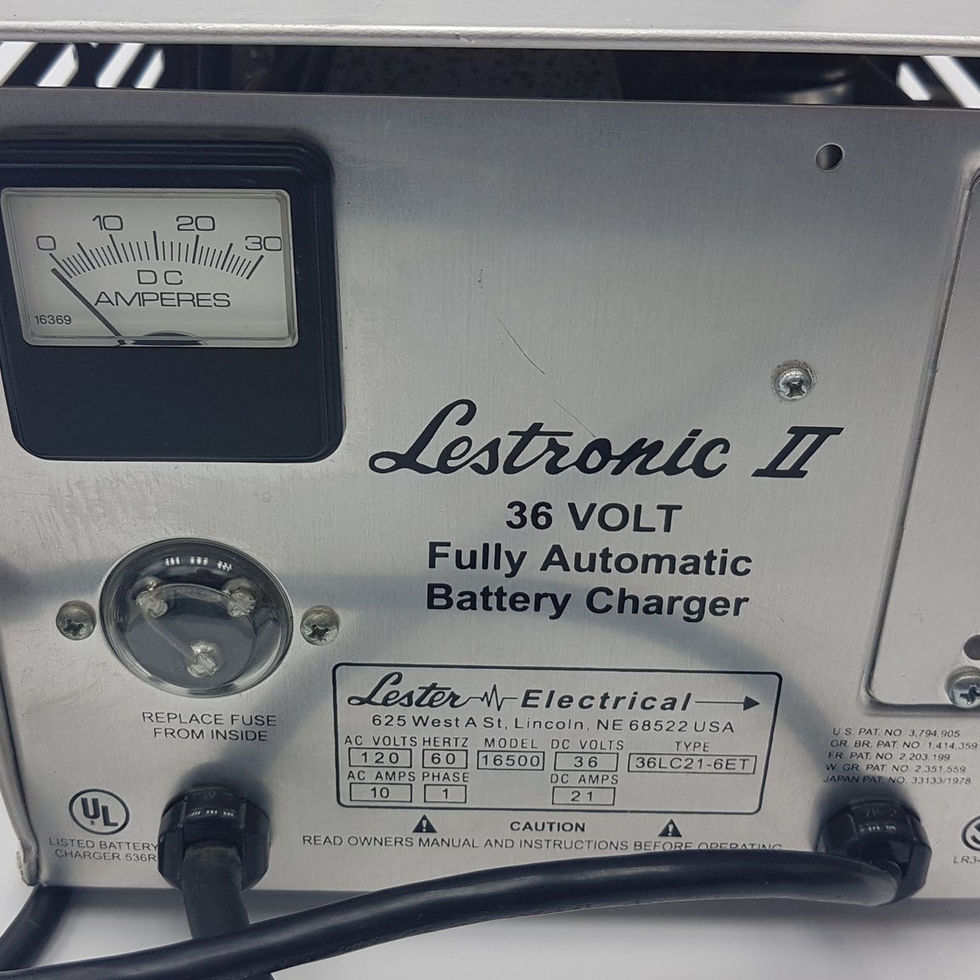 0 10 20 30
DC
AMPERES
16369
Lestronic II
36 VOLT
Fully Automatic
Battery Charger
REPLACE FUSE
FROM INSIDE
Lester Electrical
625 West A St, Lincoln, NE 68522 USA
AC VOLTS HERTZ MODEL DC VOLTS TYPE
120 60 16500 36 36LC21-6ET
AC AMPS PHASE DC AMPS
10 1 21
U.S. PAT. NO. 3,794,905
GR. BR. PAT. NO. 1,414,359
FR. PAT. NO. 2,203,199
W. GR. PAT. NO. 2,351,559
JAPAN PAT. NO. 33133/1978
UL
LISTED BATTERY
CHARGER 536R
CAUTION
READ OWNERS MANUAL AND INSTRUCTIONS BEFORE OPERATING